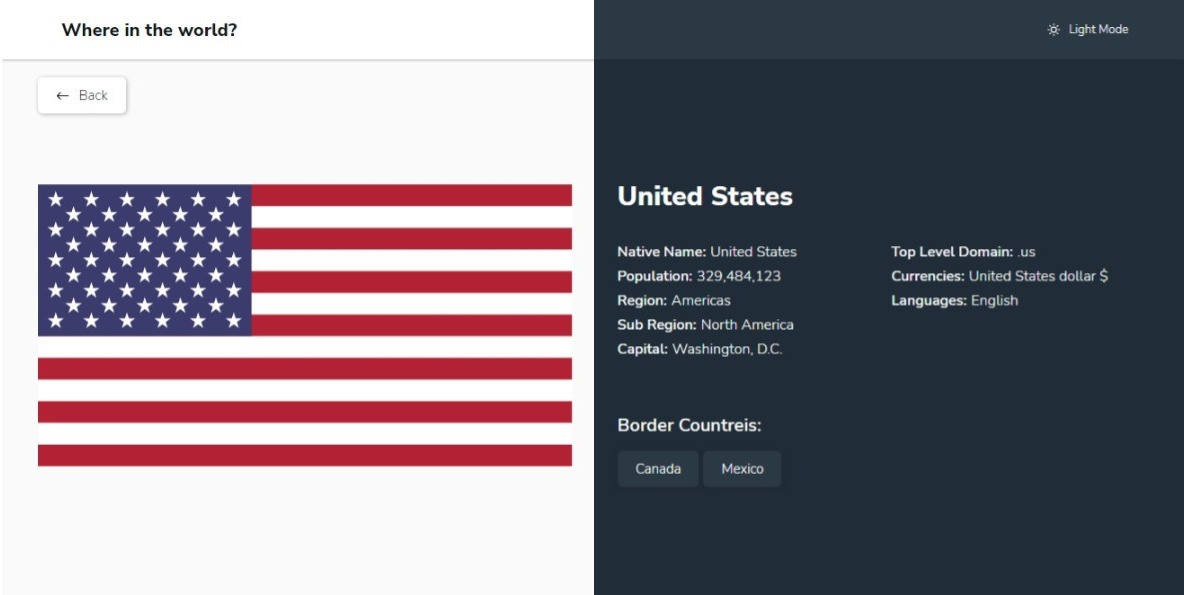 Where in the world?
Light Mode
← Back
United States
Native Name: United States
Population: 329,484,123
Region: Americas
Sub Region: North America
Capital: Washington, D.C.
Top Level Domain: .us
Currencies: United States dollar $
Languages: English
Border Countreis:
Canada
Mexico